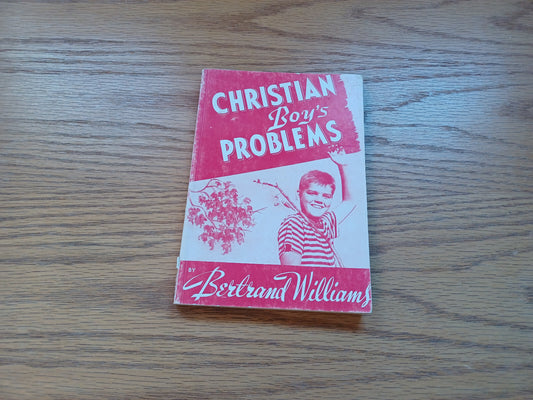 CHRISTIAN
Boy's
PROBLEMS
BY
Bertrand Williams